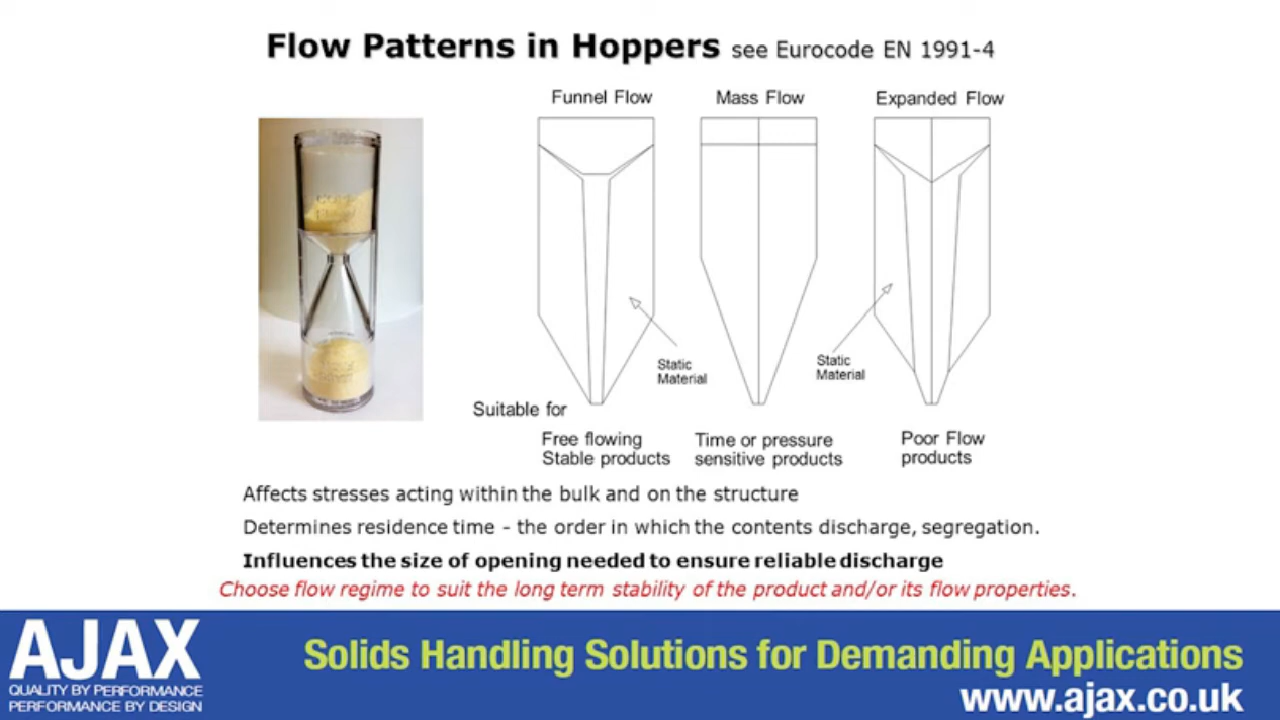 Flow Patterns in Hoppers see Eurocode EN 1991-4
Funnel Flow
Mass Flow
Expanded Flow
Static
Material
Static
Material
Suitable for
Free flowing
Stable products
Time or pressure
sensitive products
Poor Flow
products
Affects stresses acting within the bulk and on the structure
Determines residence time - the order in which the contents discharge, segregation.
Influences the size of opening needed to ensure reliable discharge
Choose flow regime to suit the long term stability of the product and/or its flow properties.
AJAX
QUALITY BY PERFORMANCE
PERFORMANCE BY DESIGN
Solids Handling Solutions for Demanding Applications
www.ajax.co.uk